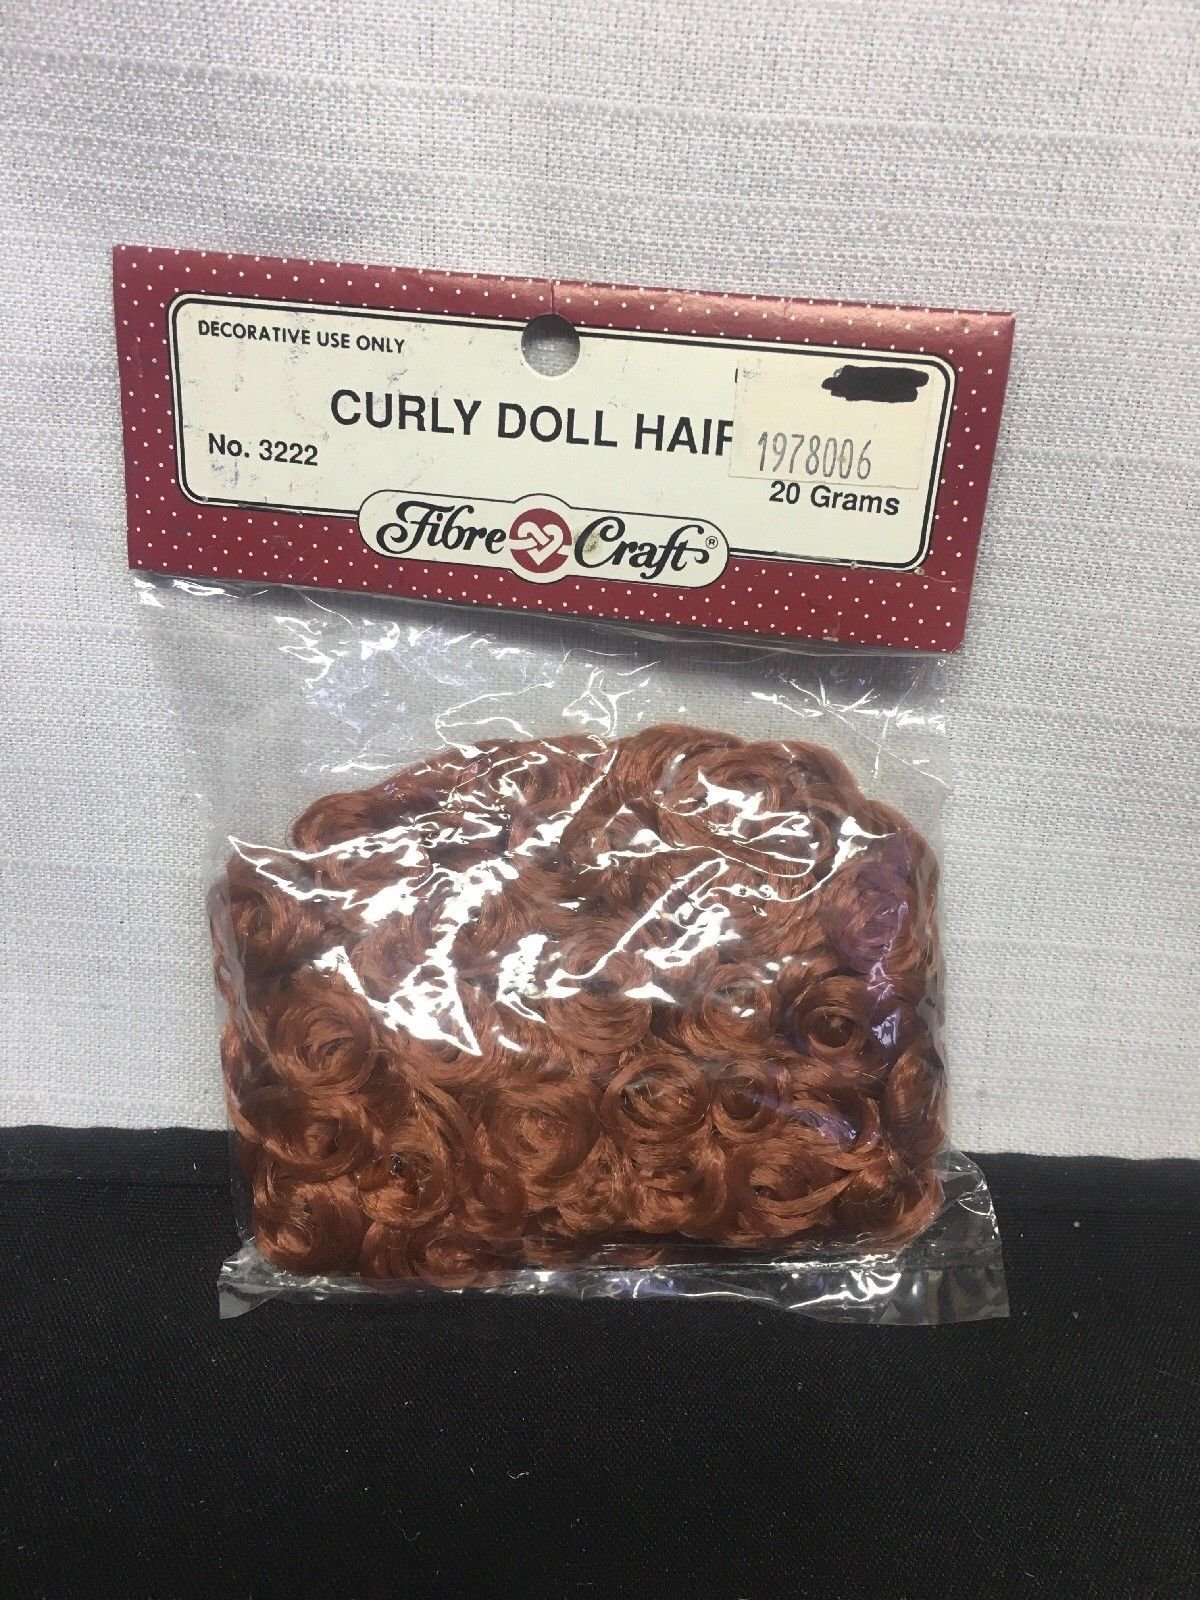 DECORATIVE USE ONLY
CURLY DOLL HAIR
No. 3222
1978006
20 Grams
Fibre Craft®